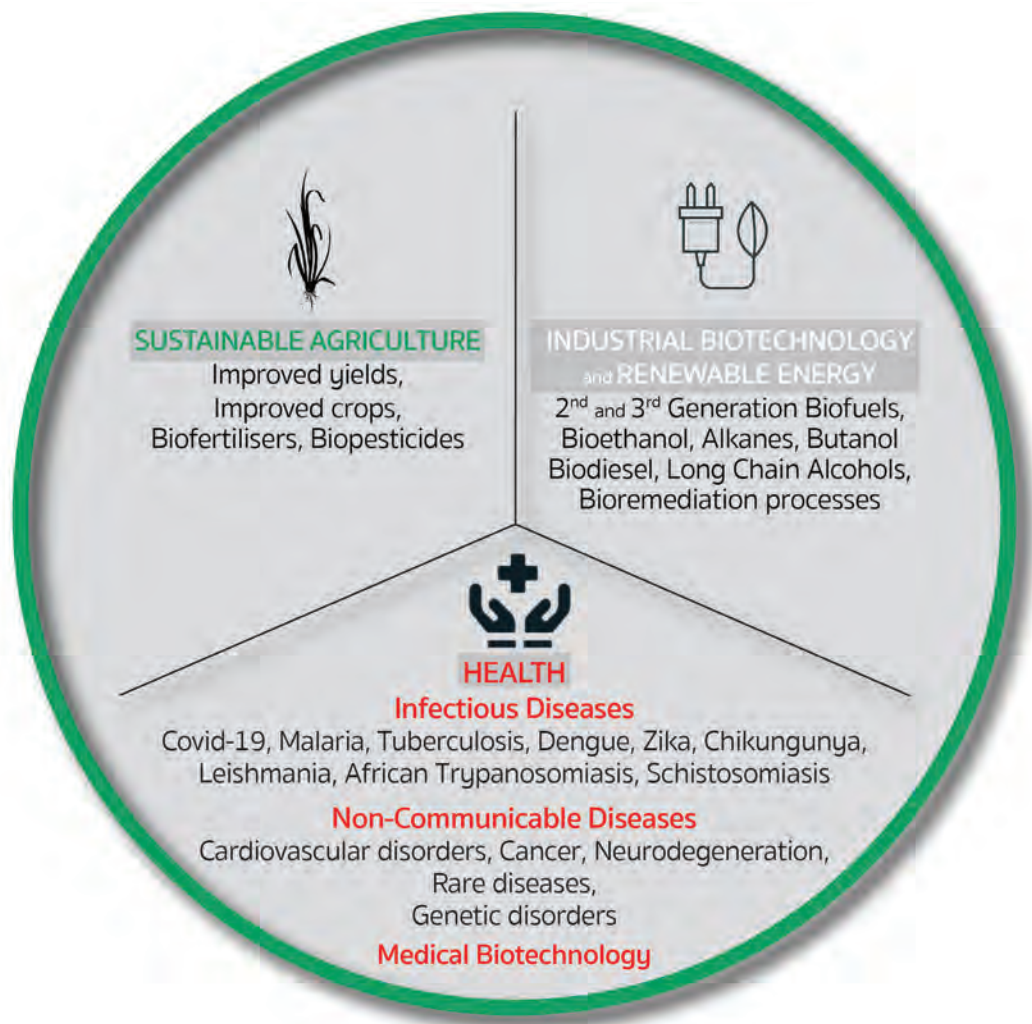 SUSTAINABLE AGRICULTURE
Improved yields,
Improved crops,
Biofertilisers, Biopesticides
INDUSTRIAL BIOTECHNOLOGY
and RENEWABLE ENERGY
2nd and 3rd Generation Biofuels,
Bioethanol, Alkanes, Butanol
Biodiesel, Long Chain Alcohols,
Bioremediation processes
HEALTH
Infectious Diseases
Covid-19, Malaria, Tuberculosis, Dengue, Zika, Chikungunya,
Leishmania, African Trypanosomiasis, Schistosomiasis
Non-Communicable Diseases
Cardiovascular disorders, Cancer, Neurodegeneration,
Rare diseases,
Genetic disorders
Medical Biotechnology